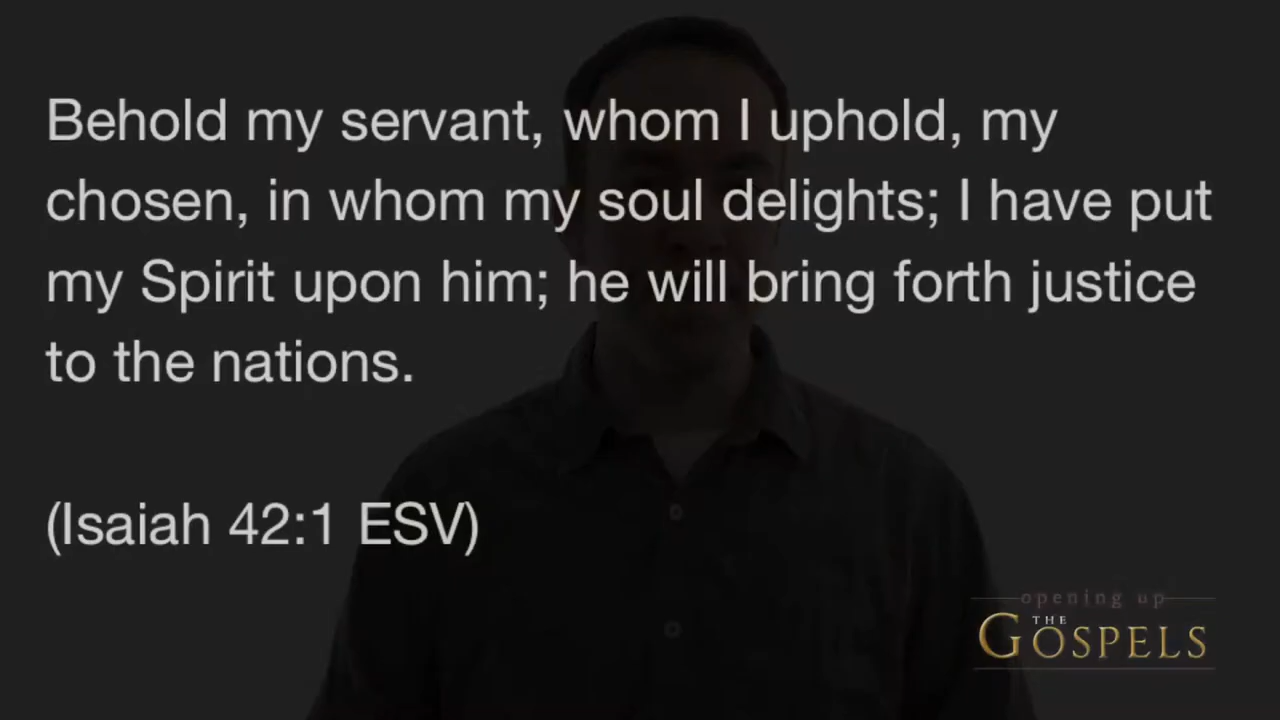 Behold my servant, whom I uphold, my
chosen, in whom my soul delights; I have put
my Spirit upon him; he will bring forth justice
to the nations.
(Isaiah 42:1 ESV)
opening up
THE
GOSPELS